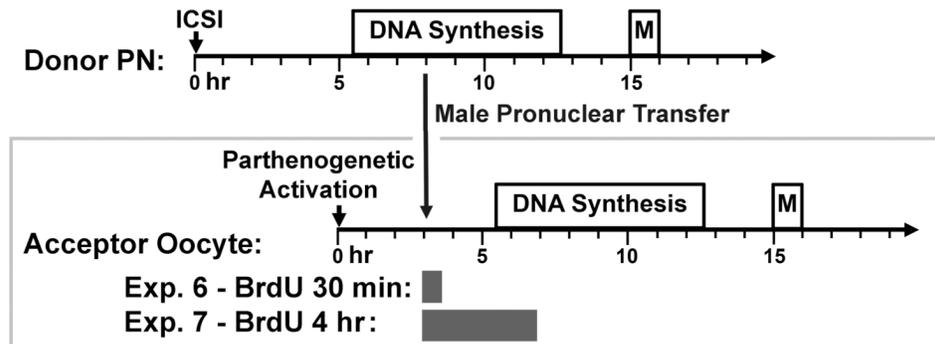 ICSI
DNA Synthesis
M
Donor PN:
0 hr
5
10
15
Male Pronuclear Transfer
Parthenogenetic
Activation
DNA Synthesis
M
Acceptor Oocyte:
0 hr
5
10
15
Exp. 6 - BrdU 30 min:
Exp. 7 - BrdU 4 hr: